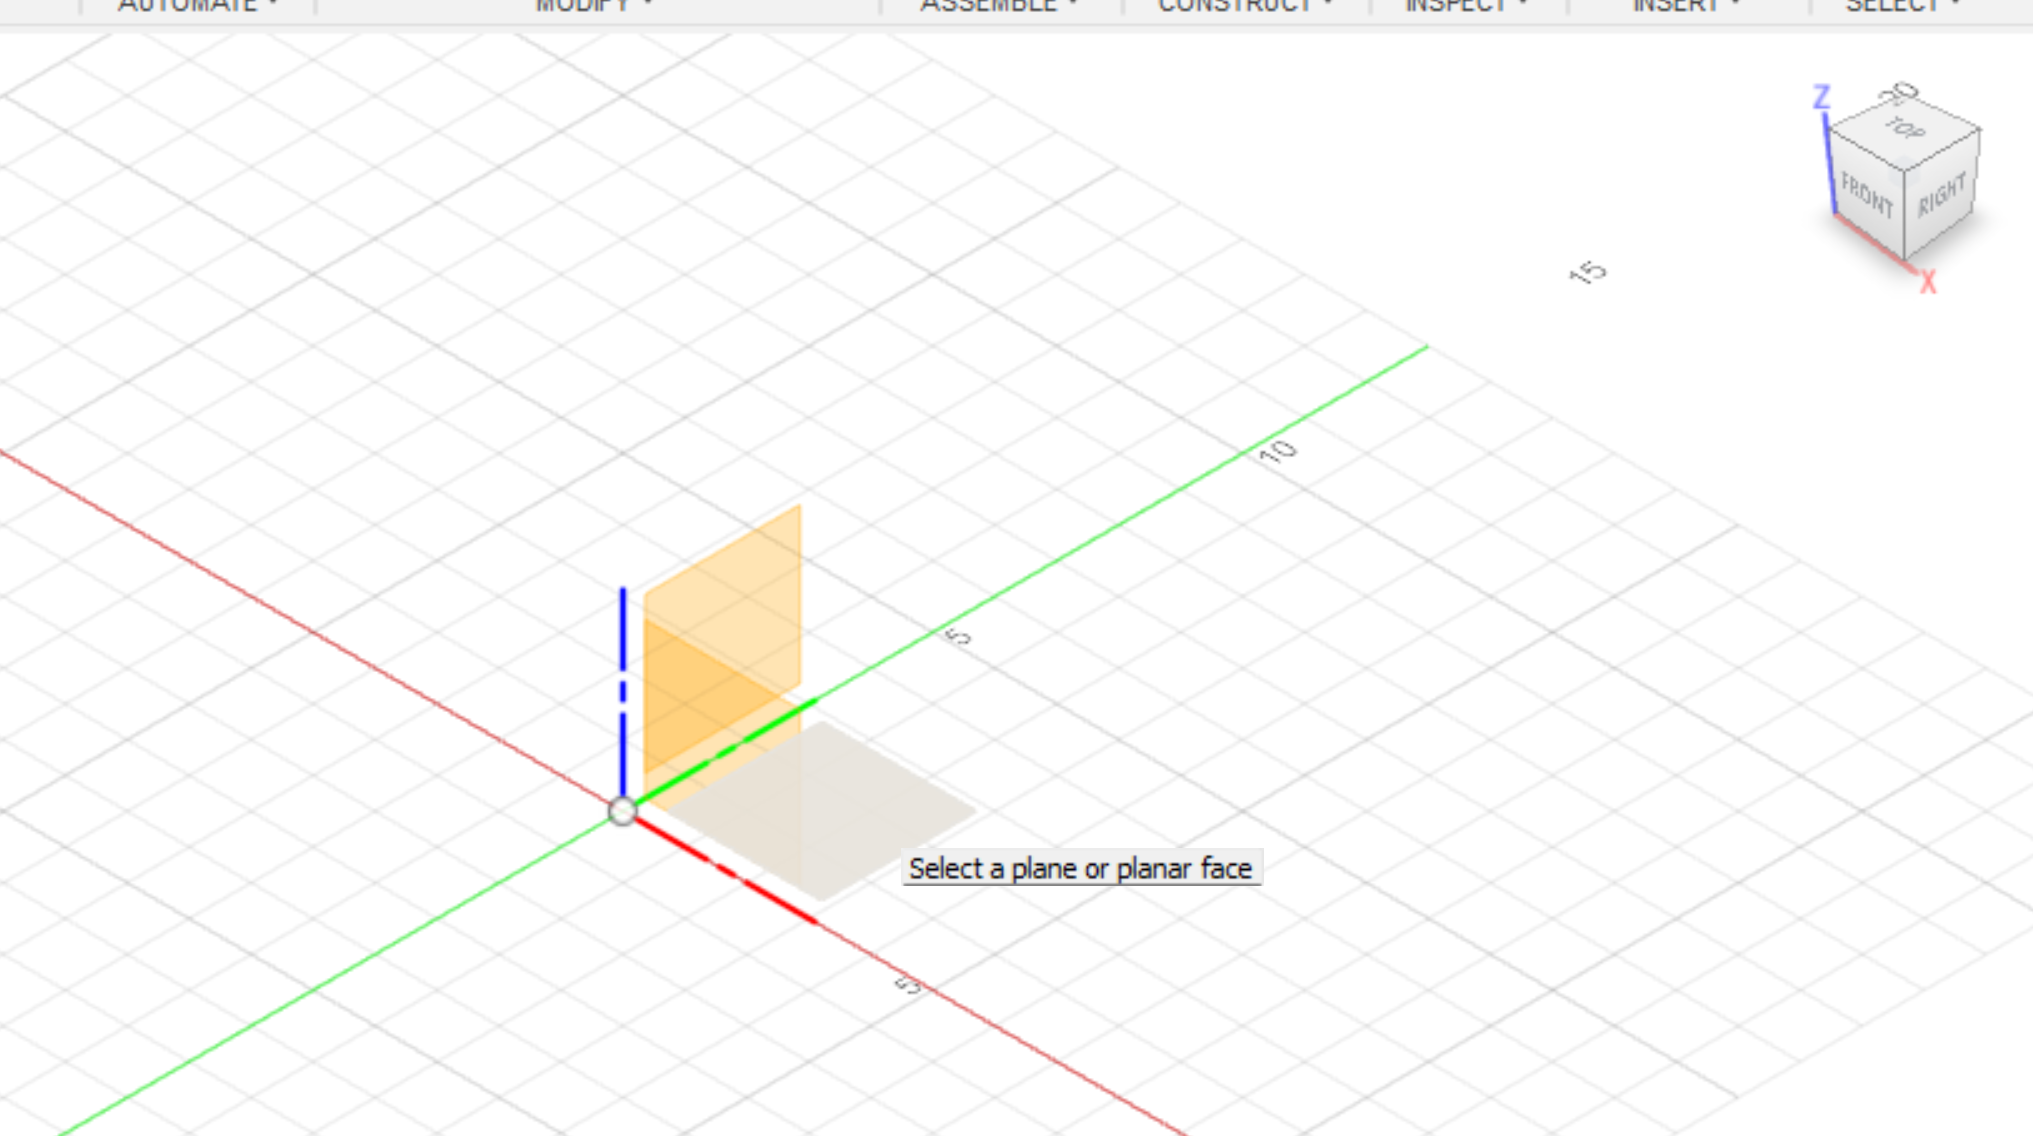 AUTOMATE MODIFY ASSEMBLE CONSTRUCT INSPECT INSERT SELECT
Z
20
TOP
FRONT RIGHT
X
15
10
5
Select a plane or planar face
5